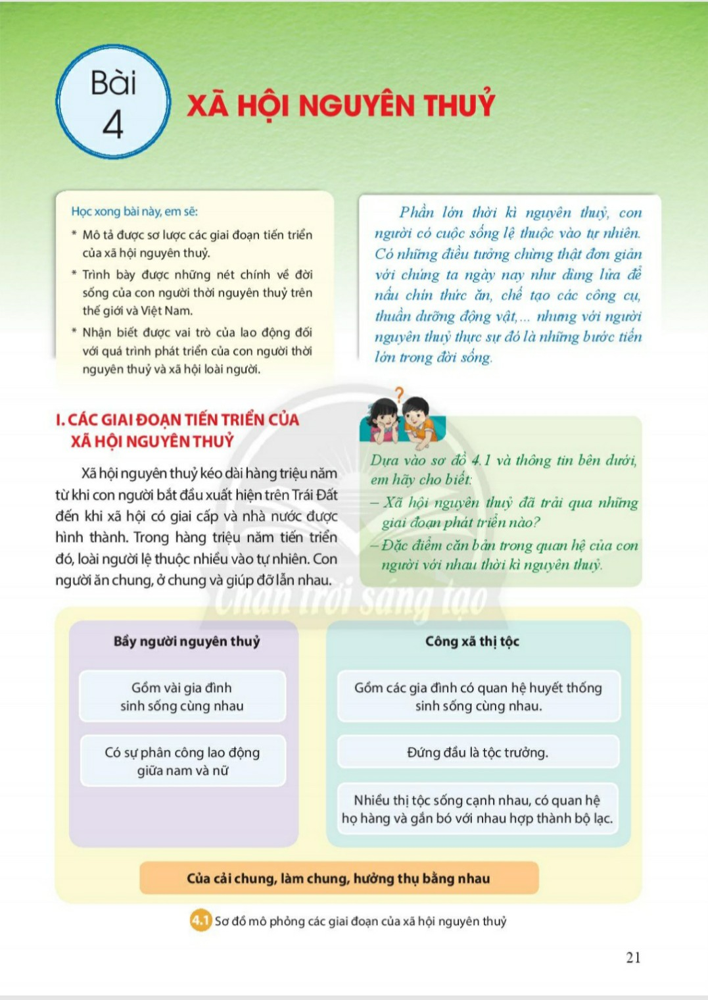 Bài
4
XÃ HỘI NGUYÊN THUỶ
Học xong bài này, em sẽ:
* Mô tả được sơ lược các giai đoạn tiến triển
của xã hội nguyên thuỷ.
* Trình bày được những nét chính về đời
sống của con người thời nguyên thuỷ trên
thế giới và Việt Nam.
* Nhận biết được vai trò của lao động đối
với quá trình phát triển của con người thời
nguyên thuỷ và xã hội loài người.
Phần lớn thời kì nguyên thuỷ, con
người có cuộc sống lệ thuộc vào tự nhiên.
Có những điều tưởng chừng thật đơn giản
với chúng ta ngày nay như dùng lửa để
nấu chín thức ăn, chế tạo các công cụ,
thuần dưỡng động vật,... nhưng với người
nguyên thuỷ thực sự đó là những bước tiến
lớn trong đời sống.
I. CÁC GIAI ĐOẠN TIẾN TRIỂN CỦA
XÃ HỘI NGUYÊN THUỶ
Xã hội nguyên thuỷ kéo dài hàng triệu năm
từ khi con người bắt đầu xuất hiện trên Trái Đất
đến khi xã hội có giai cấp và nhà nước được
hình thành. Trong hàng triệu năm tiến triển
đó, loài người lệ thuộc nhiều vào tự nhiên. Con
người ăn chung, ở chung và giúp đỡ lẫn nhau.
?
Dựa vào sơ đồ 4.1 và thông tin bên dưới,
em hãy cho biết:
– Xã hội nguyên thuỷ đã trải qua những
giai đoạn phát triển nào?
– Đặc điểm căn bản trong quan hệ của con
người với nhau thời kì nguyên thuỷ.
Chân trời sáng tạo
Bầy người nguyên thuỷ
Gồm vài gia đình
sinh sống cùng nhau
Có sự phân công lao động
giữa nam và nữ
Công xã thị tộc
Gồm các gia đình có quan hệ huyết thống
sinh sống cùng nhau.
Đứng đầu là tộc trưởng.
Nhiều thị tộc sống cạnh nhau, có quan hệ
họ hàng và gắn bó với nhau hợp thành bộ lạc.
Của cải chung, làm chung, hưởng thụ bằng nhau
4.1 Sơ đồ mô phỏng các giai đoạn của xã hội nguyên thuỷ
21